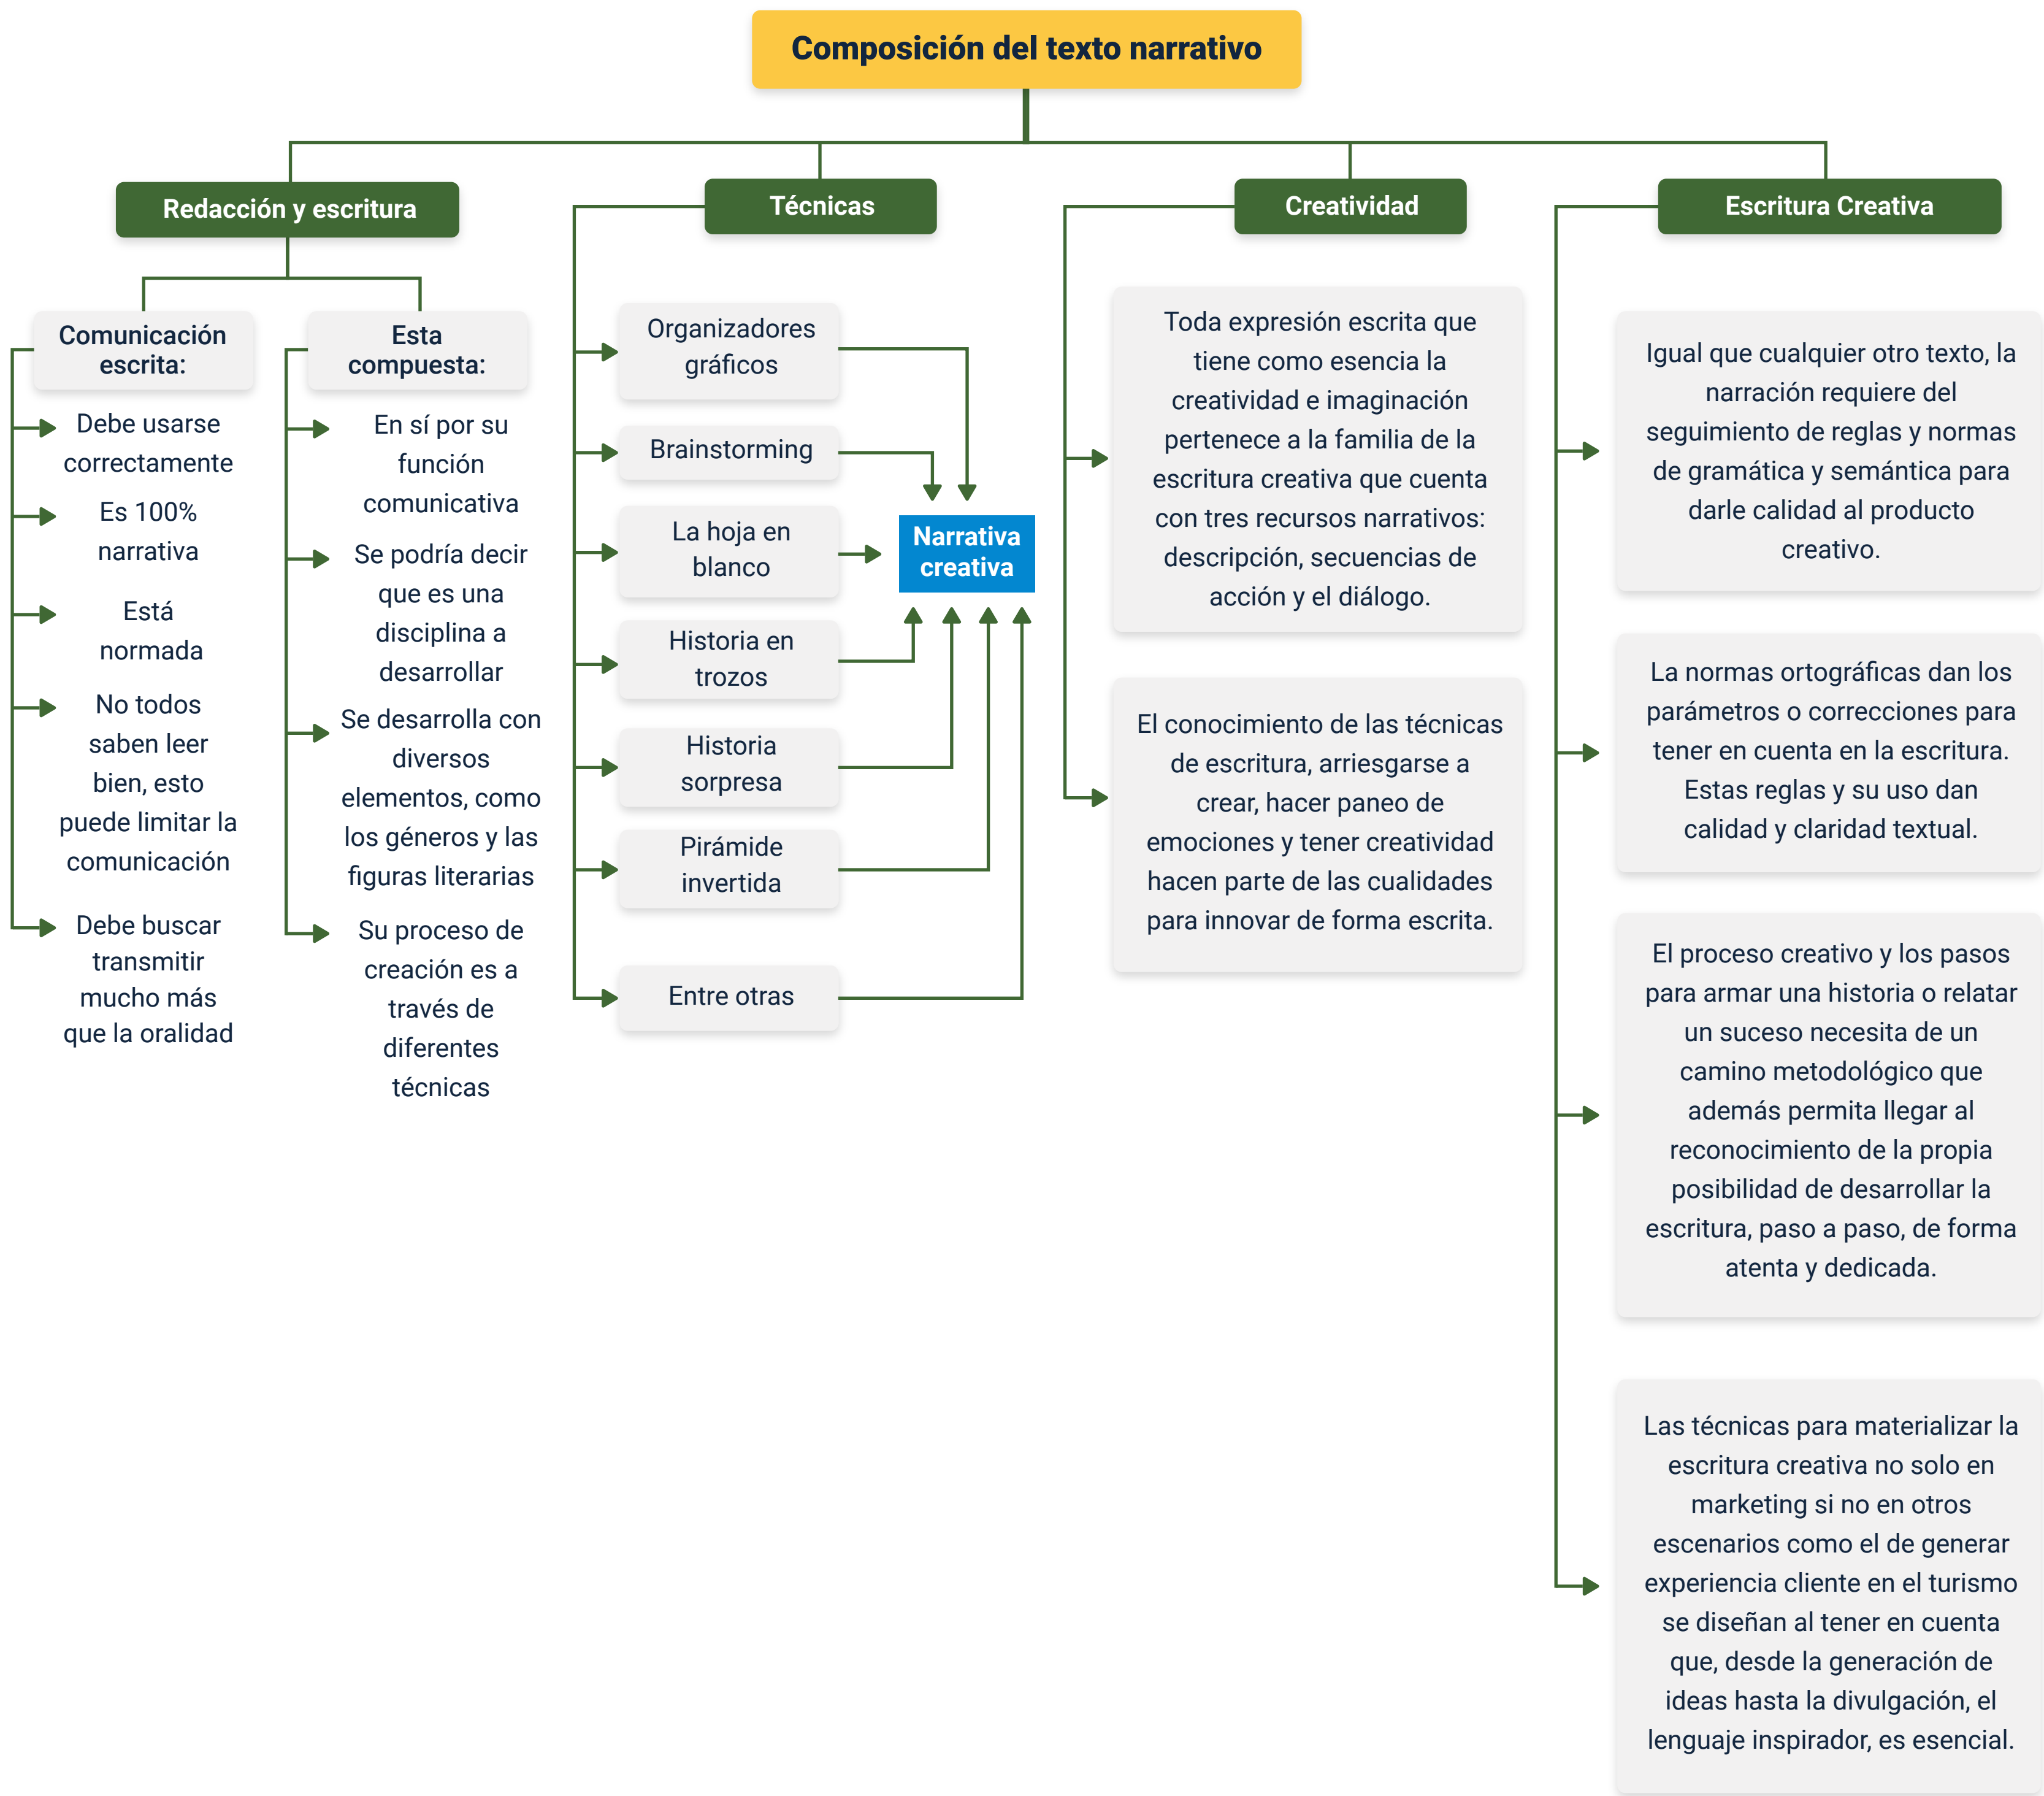 Composición del texto narrativo
Redacción y escritura
Comunicación
escrita:
Debe usarse
correctamente
Es 100%
narrativa
Está
normada
No todos
saben leer
bien, esto
puede limitar la
comunicación
Debe buscar
transmitir
mucho más
que la oralidad
Esta
compuesta:
En sí por su
función
comunicativa
Se podría decir
que es una
disciplina a
desarrollar
Se desarrolla con
diversos
elementos, como
los géneros y las
figuras literarias
Su proceso de
creación es a
través de
diferentes
técnicas
Técnicas
Organizadores
gráficos
Brainstorming
La hoja en
blanco
Historia en
trozos
Historia
sorpresa
Pirámide
invertida
Entre otras
Narrativa
creativa
Creatividad
Toda expresión escrita que
tiene como esencia la
creatividad e imaginación
pertenece a la familia de la
escritura creativa que cuenta
con tres recursos narrativos:
descripción, secuencias de
acción y el diálogo.
El conocimiento de las técnicas
de escritura, arriesgarse a
crear, hacer paneo de
emociones y tener creatividad
hacen parte de las cualidades
para innovar de forma escrita.
Escritura Creativa
Igual que cualquier otro texto, la
narración requiere del
seguimiento de reglas y normas
de gramática y semántica para
darle calidad al producto
creativo.
La normas ortográficas dan los
parámetros o correcciones para
tener en cuenta en la escritura.
Estas reglas y su uso dan
calidad y claridad textual.
El proceso creativo y los pasos
para armar una historia o relatar
un suceso necesita de un
camino metodológico que
además permita llegar al
reconocimiento de la propia
posibilidad de desarrollar la
escritura, paso a paso, de forma
atenta y dedicada.
Las técnicas para materializar la
escritura creativa no solo en
marketing si no en otros
escenarios como el de generar
experiencia cliente en el turismo
se diseñan al tener en cuenta
que, desde la generación de
ideas hasta la divulgación, el
lenguaje inspirador, es esencial.